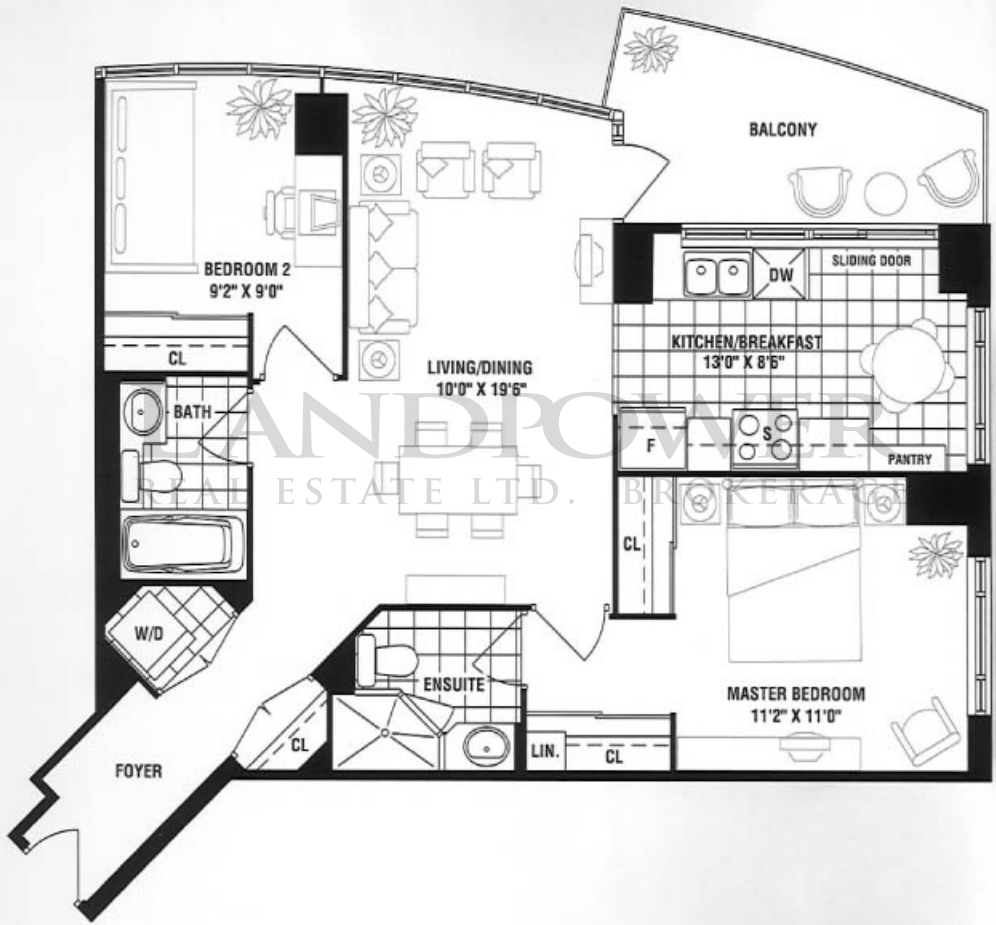 BALCONY
BEDROOM 2
9'2" X 9'0"
DW
SLIDING DOOR
KITCHEN/BREAKFAST
13'0" X 8'6"
CL
LIVING/DINING
10'0" X 19'6"
BATH
LANDPOWER
REAL ESTATE LTD. BROKERAGE
F
S
PANTRY
CL
W/D
ENSUITE
MASTER BEDROOM
11'2" X 11'0"
CL
LIN.
CL
FOYER